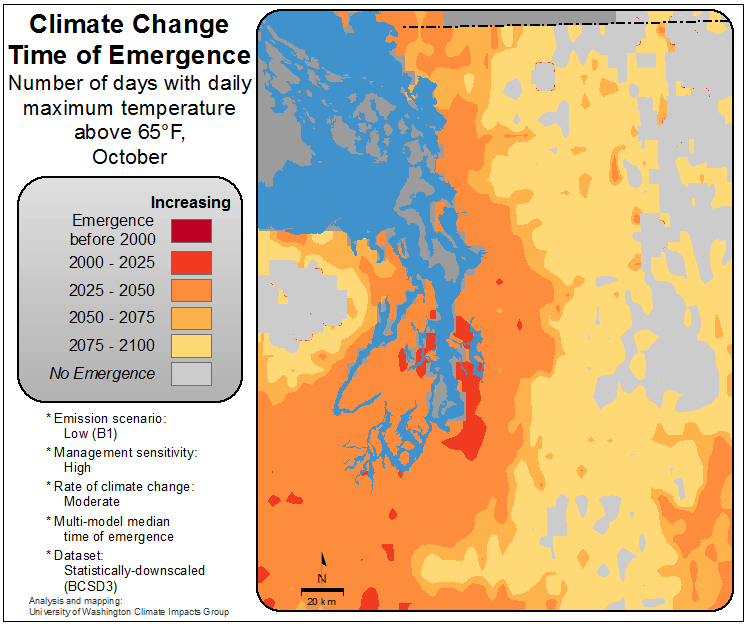 Climate Change
Time of Emergence
Number of days with daily
maximum temperature
above 65°F,
October
Increasing
Emergence
before 2000
2000 - 2025
2025 - 2050
2050 - 2075
2075 - 2100
No Emergence
* Emission scenario:
Low (B1)
* Management sensitivity:
High
* Rate of climate change:
Moderate
* Multi-model median
time of emergence
* Dataset:
Statistically-downscaled
(BCSD3)
Analysis and mapping:
University of Washington Climate Impacts Group
N
20 km